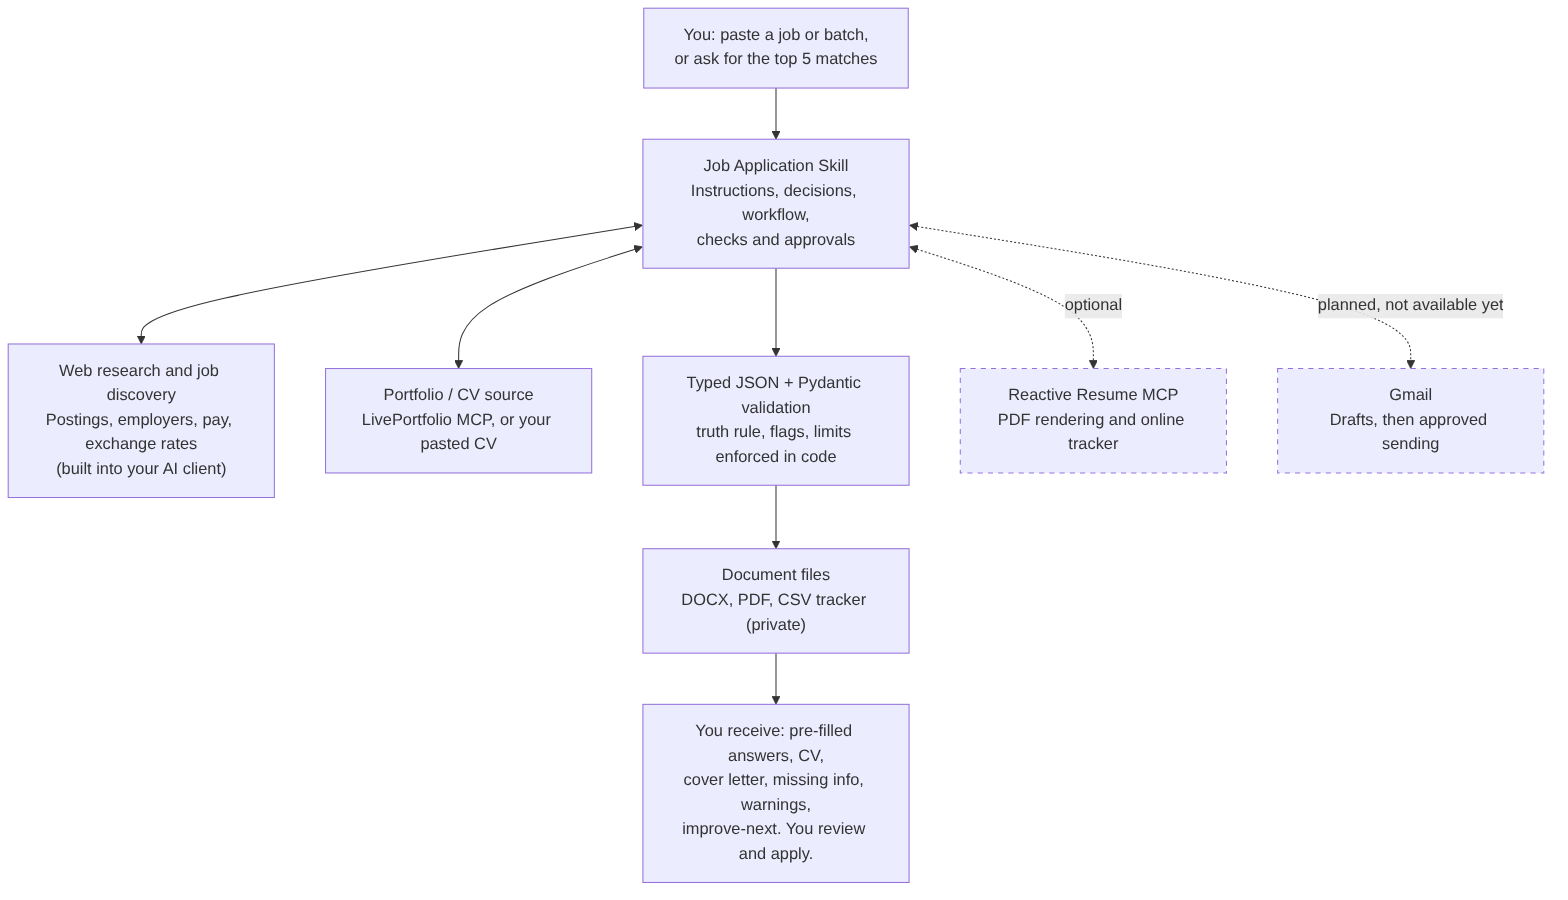 You: paste a job or batch,
or ask for the top 5 matches
Job Application Skill
Instructions, decisions,
workflow,
checks and approvals
optional
planned, not available yet
Web research and job
discovery
Postings, employers, pay,
exchange rates
(built into your AI client)
Portfolio / CV source
LivePortfolio MCP, or your
pasted CV
Typed JSON + Pydantic
validation
truth rule, flags, limits
enforced in code
Reactive Resume MCP
PDF rendering and online
tracker
Gmail
Drafts, then approved
sending
Document files
DOCX, PDF, CSV tracker
(private)
You receive: pre-filled
answers, CV,
cover letter, missing info,
warnings,
improve-next. You review
and apply.